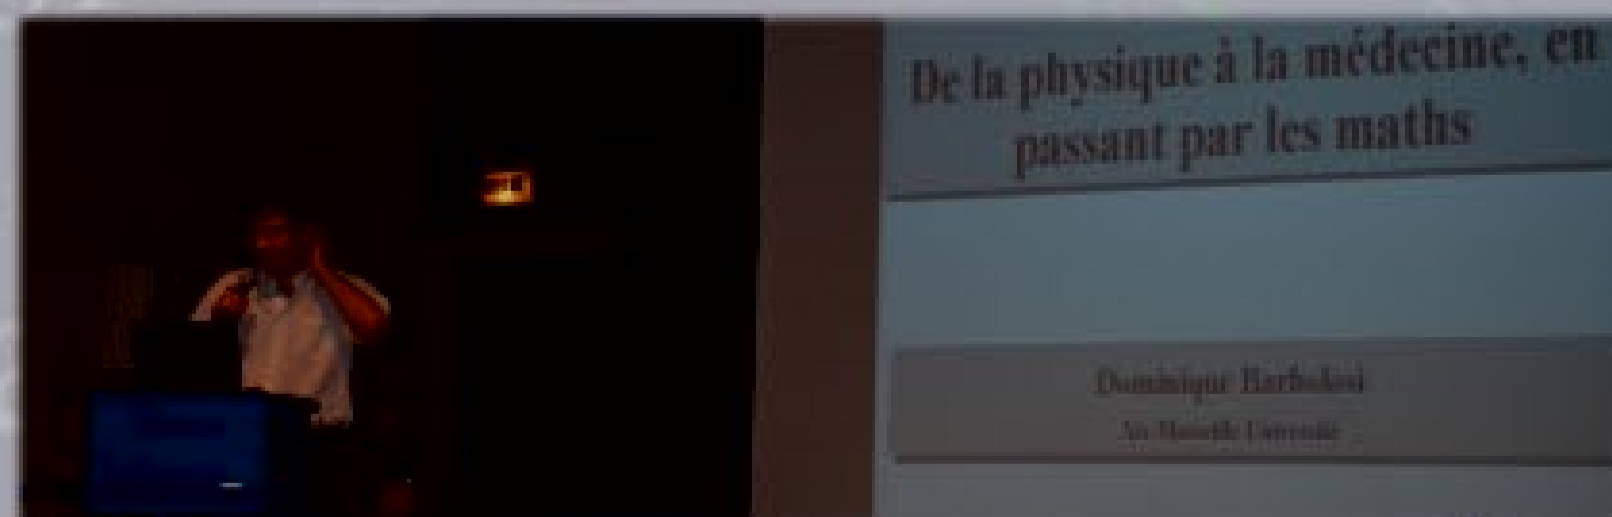 De la physique à la médecine, en
passant par les maths
Dominique Barbolosi
Aix-Marseille Université